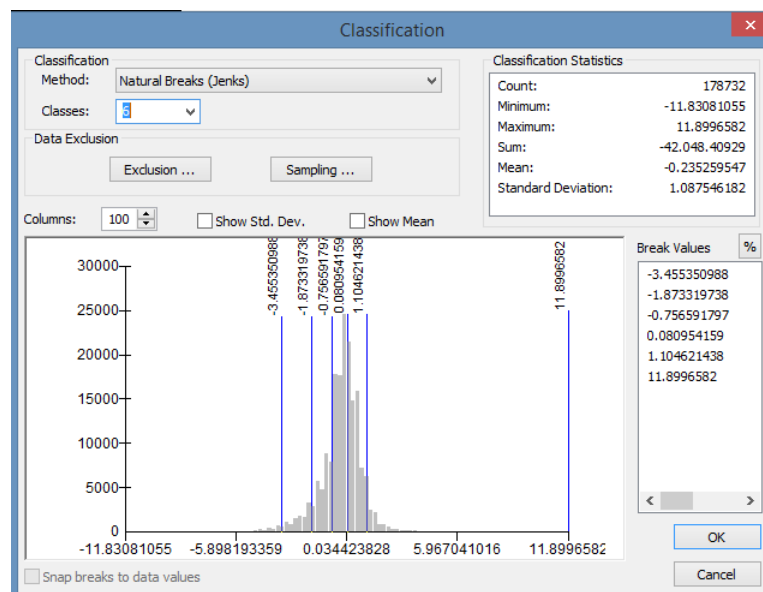 Classification
Classification
Method: Natural Breaks (Jenks)
Classes: 6
Data Exclusion
Exclusion ... Sampling ...
Classification Statistics
Count: 178732
Minimum: -11.83081055
Maximum: 11.8996582
Sum: -42.048.40929
Mean: -0.235259547
Standard Deviation: 1.087546182
Columns: 100 Show Std. Dev. Show Mean
-3.455350988
-1.873319738
-0.756591797
0.080954159
1.104621438
11.8996582
30000
25000
20000
15000
10000
5000
0
-11.83081055 -5.898193359 0.034423828 5.967041016 11.8996582
Break Values %
-3.455350988
-1.873319738
-0.756591797
0.080954159
1.104621438
11.8996582
OK
Snap breaks to data values
Cancel